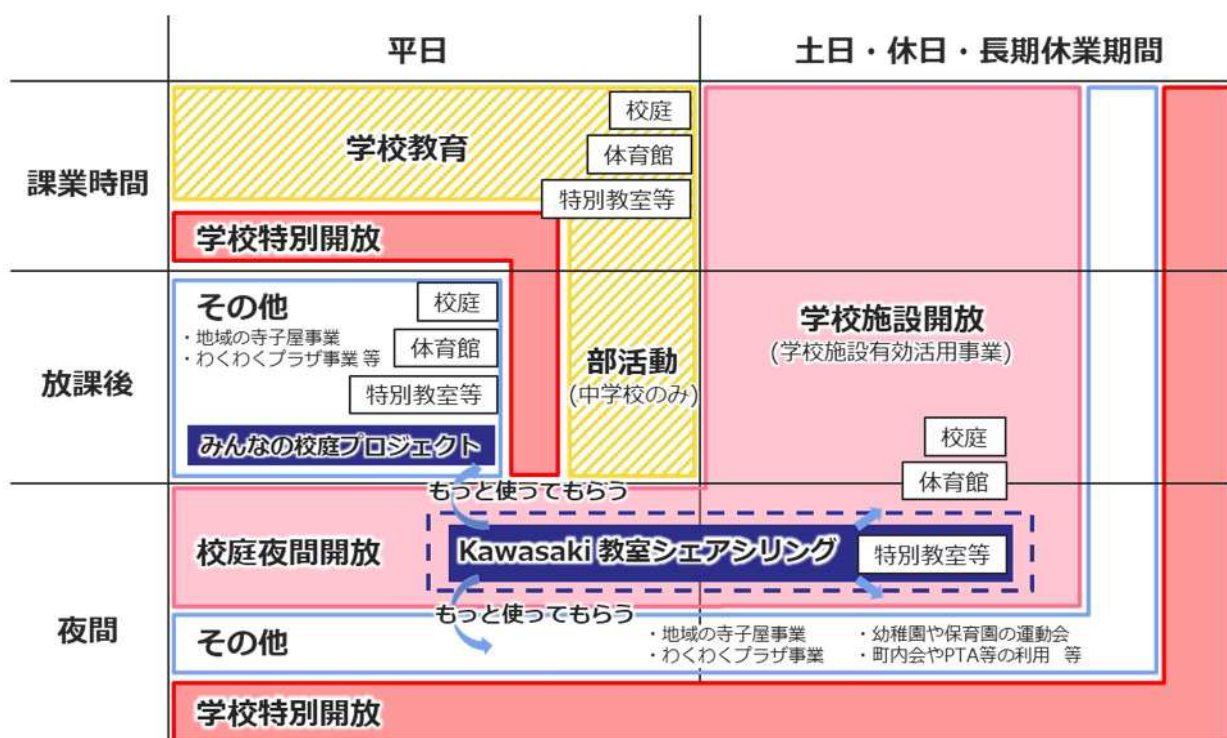 平日
土日・休日・長期休業期間
課業時間
学校教育
校庭
体育館
特別教室等
学校特別開放
放課後
その他
・地域の寺子屋事業
・わくわくプラザ事業 等
校庭
体育館
特別教室等
みんなの校庭プロジェクト
部活動
(中学校のみ)
学校施設開放
(学校施設有効活用事業)
校庭
体育館
夜間
もっと使ってもらう
校庭夜間開放
Kawasaki 教室シェアシリング
特別教室等
もっと使ってもらう
その他
・地域の寺子屋事業
・わくわくプラザ事業
・幼稚園や保育園の運動会
・町内会やPTA等の利用 等
学校特別開放